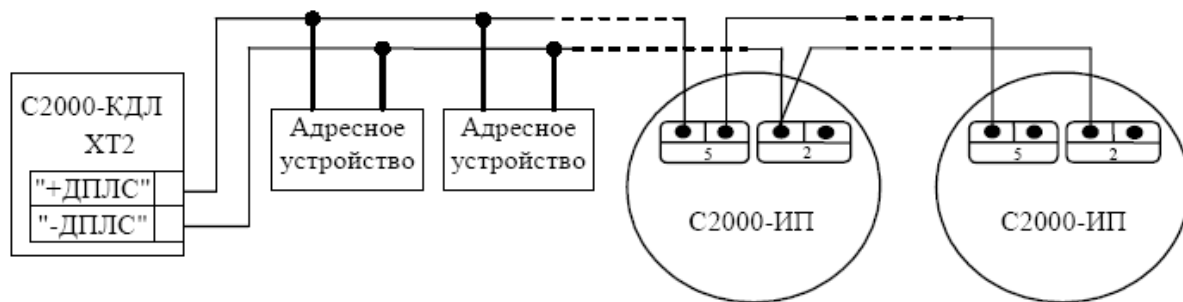 С2000-КДЛ
ХТ2
"+ДПЛС"
"-ДПЛС"
Адресное
устройство
Адресное
устройство
5
2
С2000-ИП
5
2
С2000-ИП